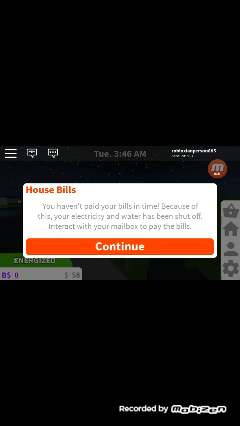 Tue. 3:46 AM
House Bills
You haven't paid your bills in time! Because of
this, your electricity and water has been shut off.
Interact with your mailbox to pay the bills.
Continue
ENERGIZED
B$ 0 $ 58
Recorded by Mobizen